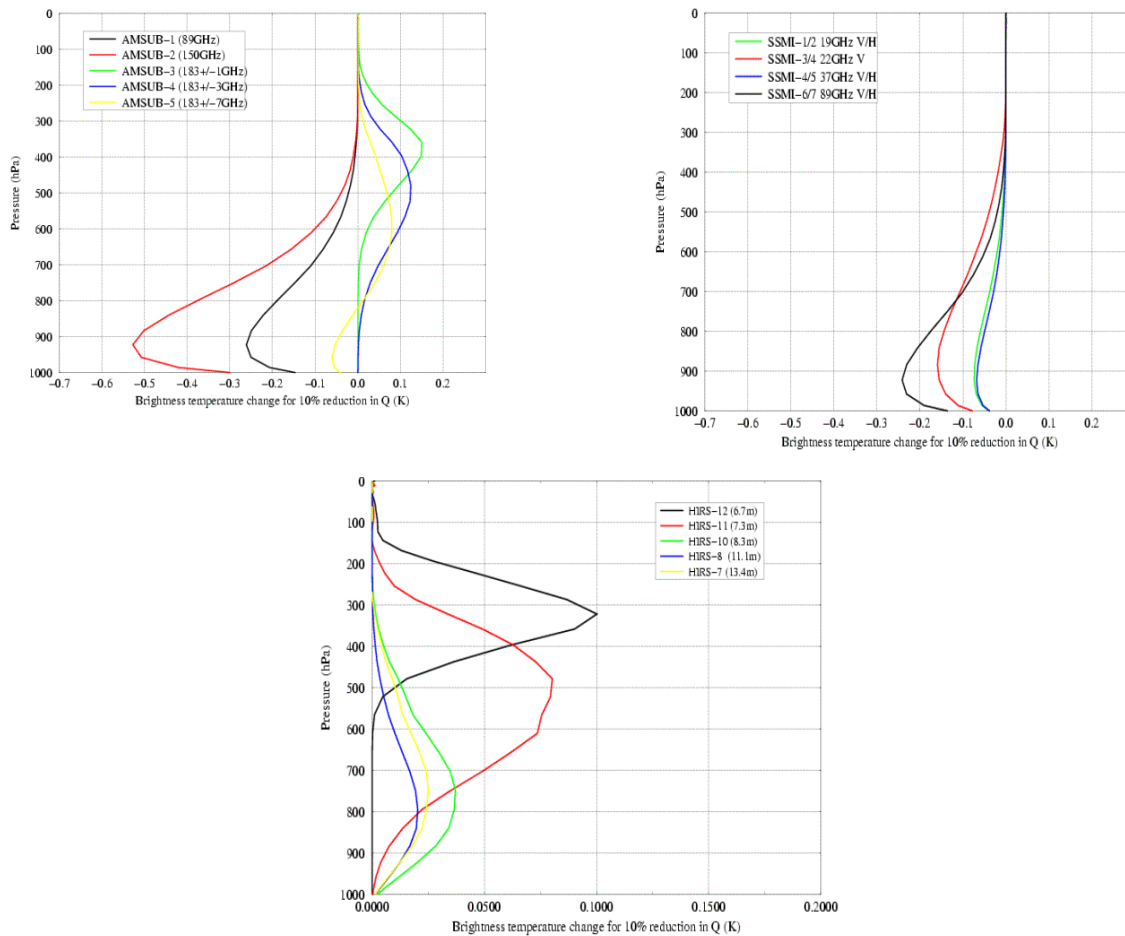 0
100
200
300
400
500
600
700
800
900
1000
Pressure (hPa)
AMSUB−1 (89GHz)
AMSUB−2 (150GHz)
AMSUB−3 (183+/−1GHz)
AMSUB−4 (183+/−3GHz)
AMSUB−5 (183+/−7GHz)
−0.7 −0.6 −0.5 −0.4 −0.3 −0.2 −0.1 0.0 0.1 0.2
Brightness temperature change for 10% reduction in Q (K)
0
100
200
300
400
500
600
700
800
900
1000
Pressure (hPa)
SSMI−1/2 19GHz V/H
SSMI−3/4 22GHz V
SSMI−4/5 37GHz V/H
SSMI−6/7 89GHz V/H
−0.7 −0.6 −0.5 −0.4 −0.3 −0.2 −0.1 0.0 0.1 0.2
Brightness temperature change for 10% reduction in Q (K)
0
100
200
300
400
500
600
700
800
900
1000
Pressure (hPa)
HIRS−12 (6.7m)
HIRS−11 (7.3m)
HIRS−10 (8.3m)
HIRS−8 (11.1m)
HIRS−7 (13.4m)
0.0000 0.0500 0.1000 0.1500 0.2000
Brightness temperature change for 10% reduction in Q (K)